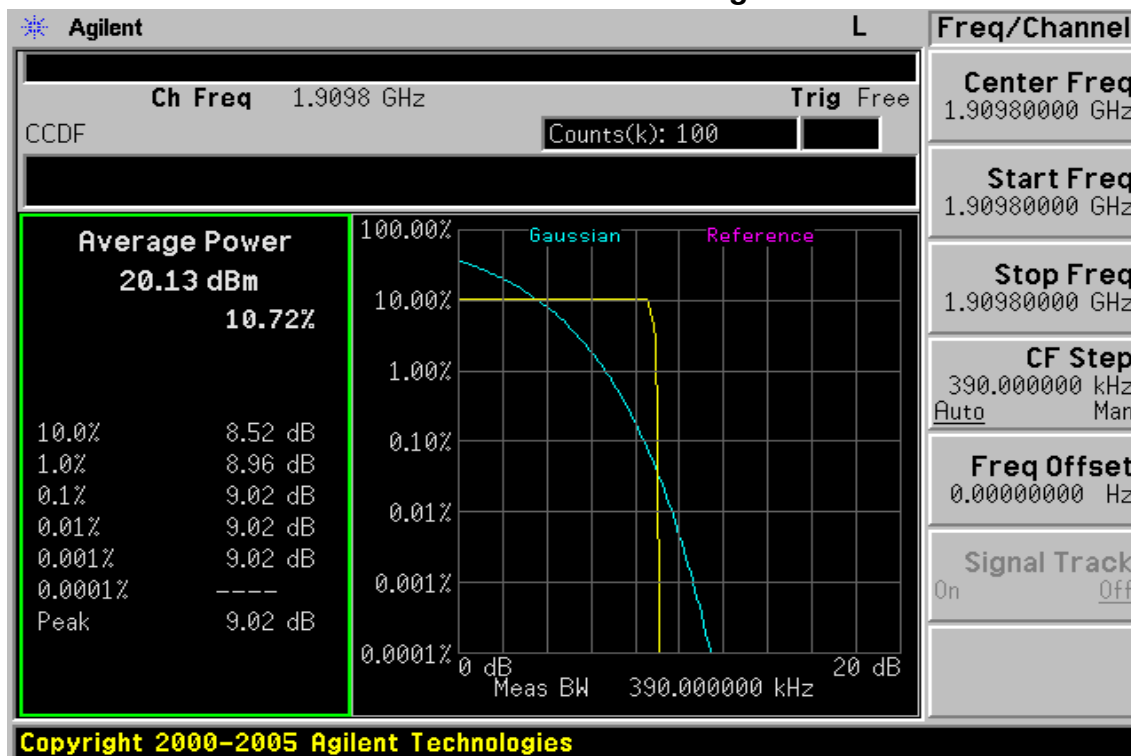 Agilent L
Freq/Channel
Ch Freq 1.9098 GHz Trig Free
CCDF Counts(k): 100
Center Freq
1.90980000 GHz
Start Freq
1.90980000 GHz
Stop Freq
1.90980000 GHz
CF Step
390.000000 kHz
Auto Man
Freq Offset
0.00000000 Hz
Signal Track
On Off
Average Power
20.13 dBm
10.72%
10.0% 8.52 dB
1.0% 8.96 dB
0.1% 9.02 dB
0.01% 9.02 dB
0.001% 9.02 dB
0.0001% ----
Peak 9.02 dB
Gaussian Reference
100.00%
10.00%
1.00%
0.10%
0.01%
0.001%
0.0001%
0 dB 20 dB
Meas BW 390.000000 kHz
Copyright 2000-2005 Agilent Technologies